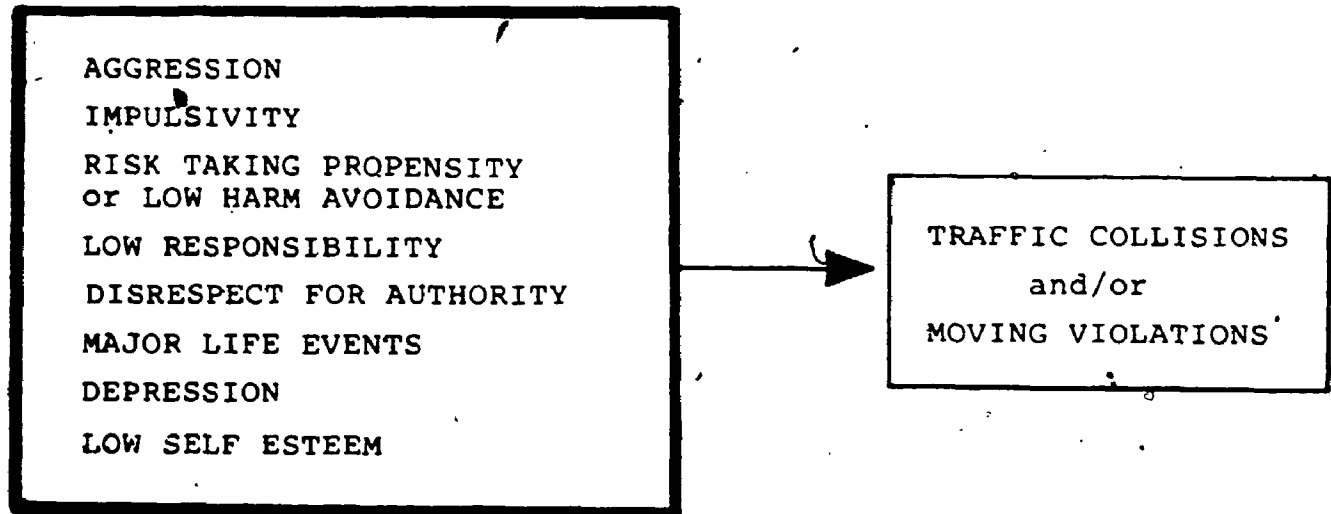 AGGRESSION
IMPULSIVITY
RISK TAKING PROPENSITY
or LOW HARM AVOIDANCE
LOW RESPONSIBILITY
DISRESPECT FOR AUTHORITY
MAJOR LIFE EVENTS
DEPRESSION
LOW SELF ESTEEM
TRAFFIC COLLISIONS
and/or
MOVING VIOLATIONS